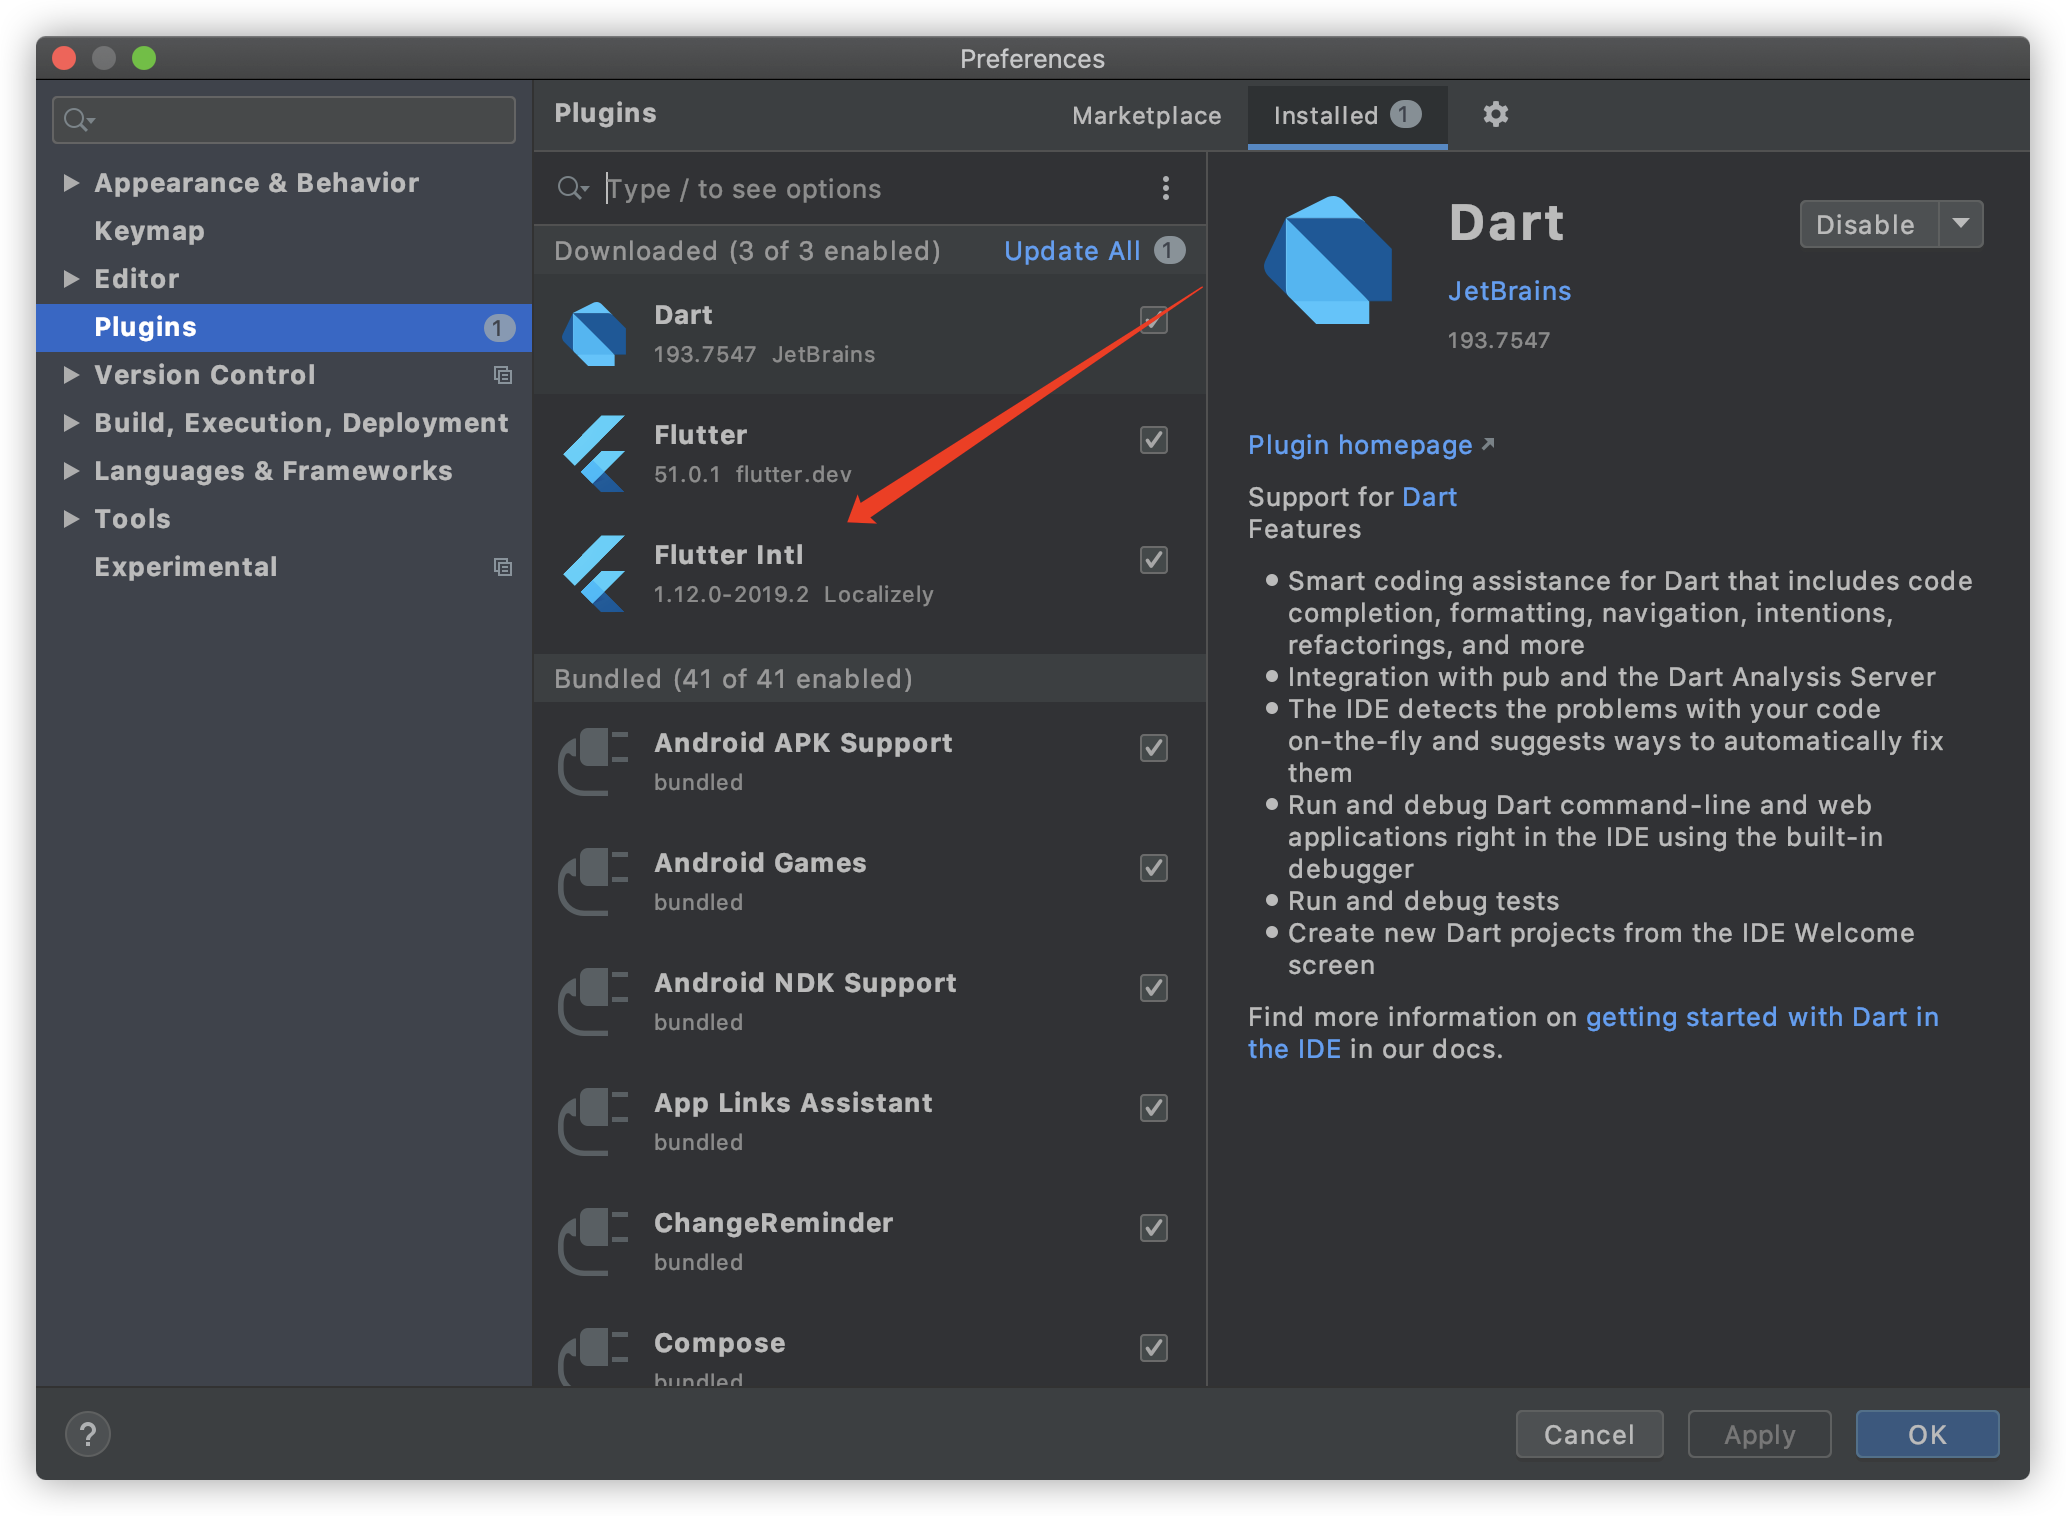 Preferences
Plugins
Marketplace
Installed 1
Appearance & Behavior
Keymap
Editor
Plugins 1
Version Control
Build, Execution, Deployment
Languages & Frameworks
Tools
Experimental
Type / to see options
Downloaded (3 of 3 enabled) Update All 1
Dart
193.7547 JetBrains
Flutter
51.0.1 flutter.dev
Flutter Intl
1.12.0-2019.2 Localizely
Bundled (41 of 41 enabled)
Android APK Support
bundled
Android Games
bundled
Android NDK Support
bundled
App Links Assistant
bundled
ChangeReminder
bundled
Compose
bundled
Dart
Disable
JetBrains
193.7547
Plugin homepage
Support for Dart
Features
Smart coding assistance for Dart that includes code
completion, formatting, navigation, intentions,
refactorings, and more
Integration with pub and the Dart Analysis Server
The IDE detects the problems with your code
on-the-fly and suggests ways to automatically fix
them
Run and debug Dart command-line and web
applications right in the IDE using the built-in
debugger
Run and debug tests
Create new Dart projects from the IDE Welcome
screen
Find more information on getting started with Dart in
the IDE in our docs.
?
Cancel
Apply
OK